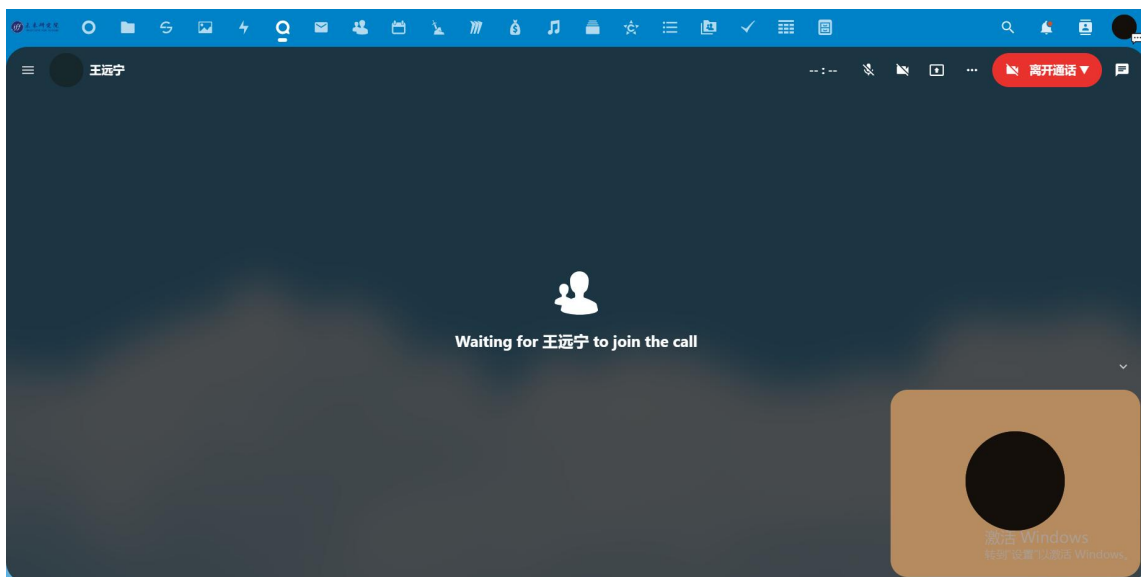 王远宁
--:--
离开通话
Waiting for 王远宁 to join the call
激活 Windows
转到"设置"以激活 Windows。